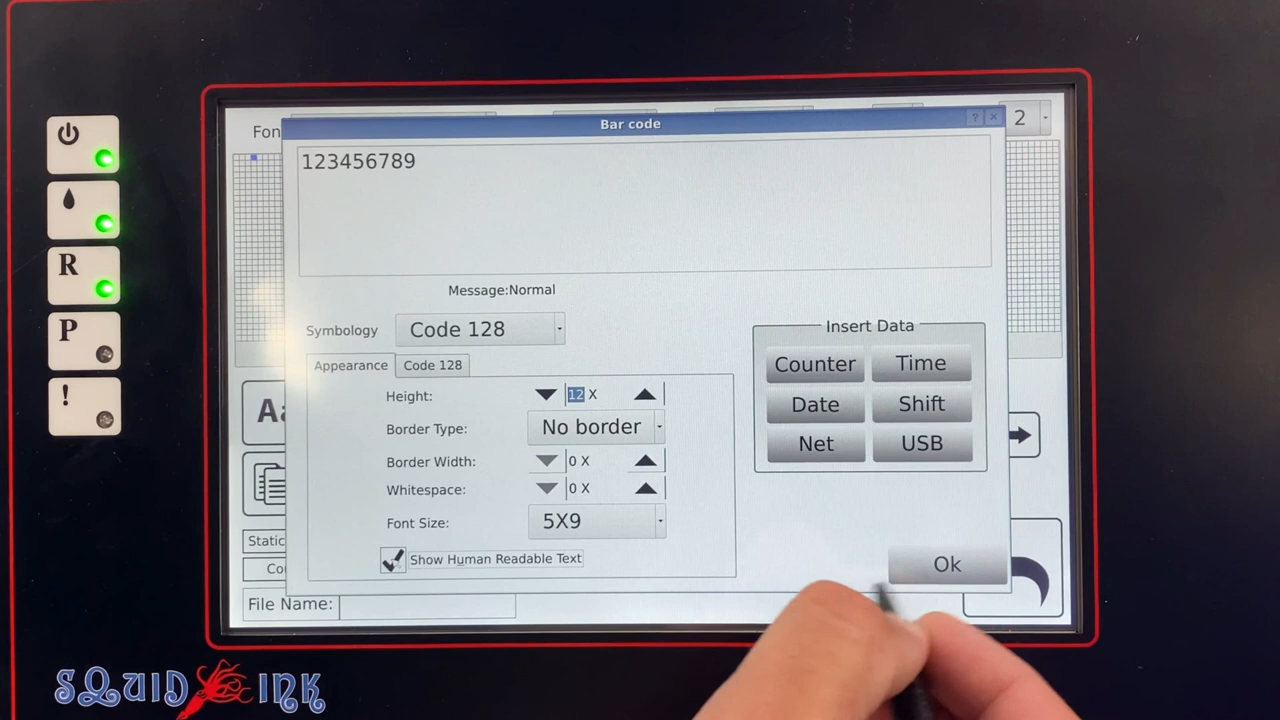 Bar code
? ×
Fon
2
123456789
Message:Normal
Symbology Code 128
Appearance Code 128
Height: 12 X
Border Type: No border
Border Width: 0 X
Whitespace: 0 X
Font Size: 5X9
Show Human Readable Text
Insert Data
Counter Time
Date Shift
Net USB
Ok
A
Static
Co
File Name:
R
P
!
SQUID INK